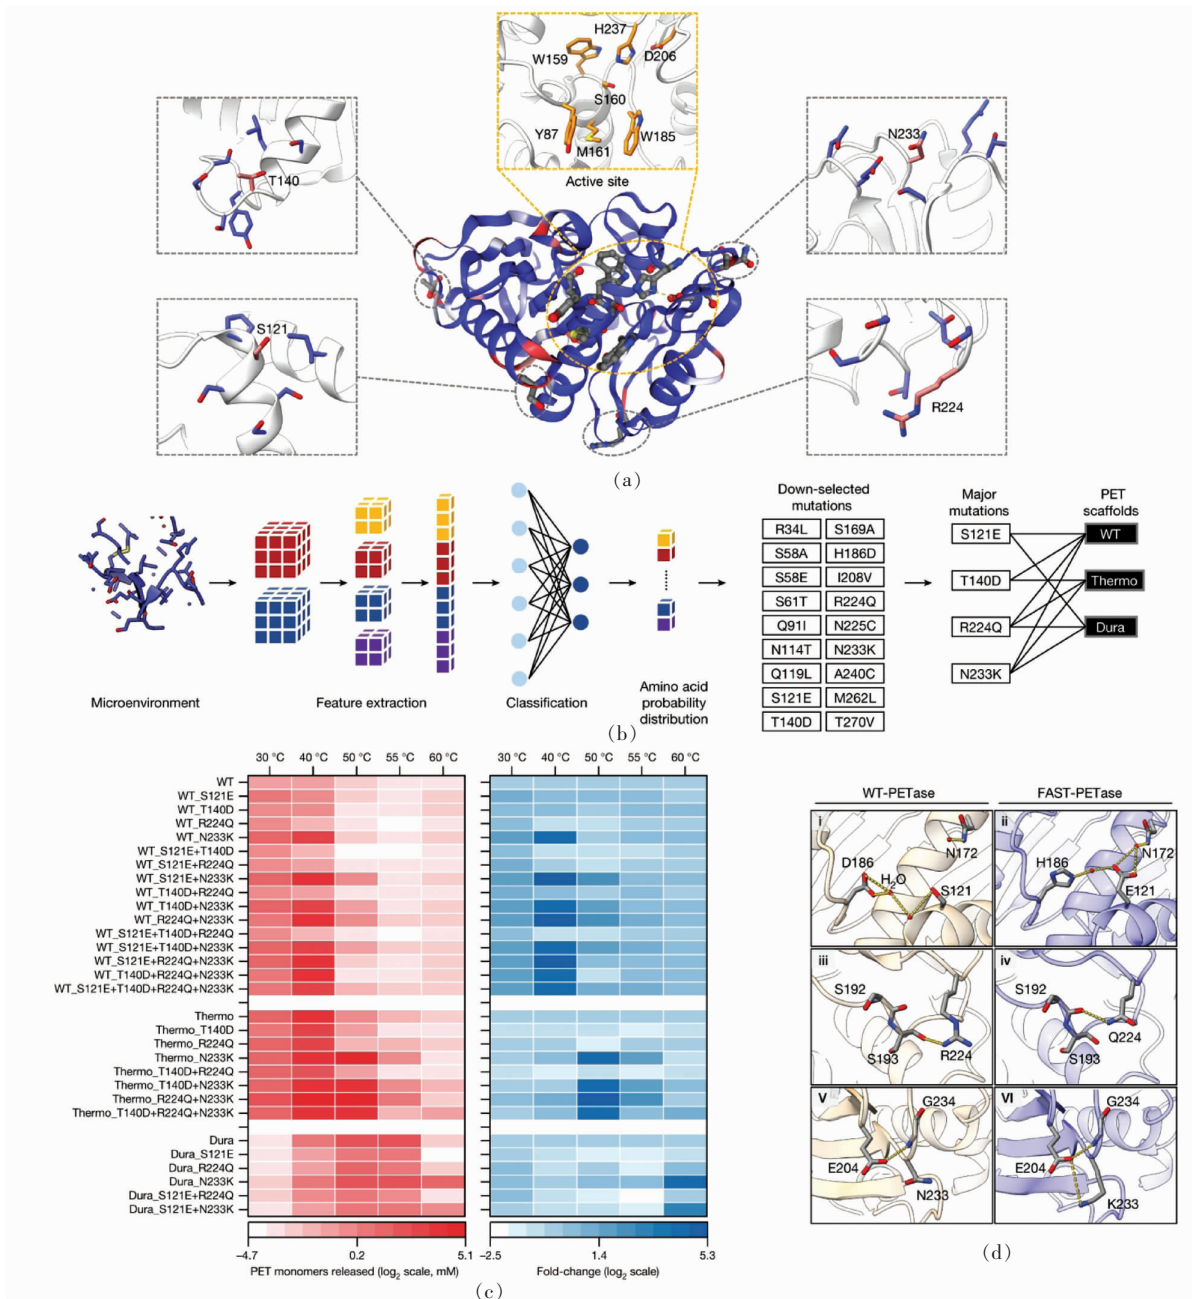 H237
W159
D206
S160
Y87
M161
W185
Active site
T140
N233
S121
R224
(a)
Down-selected
mutations
Major
mutations
PET
scaffolds
R34L S169A
S58A H186D
S58E I208V
S61T R224Q
Q91I N225C
N114T N233K
Q119L A240C
S121E M262L
T140D T270V
S121E WT
T140D Thermo
R224Q Dura
N233K
Microenvironment
Feature extraction
Classification
Amino acid
probability
distribution
(b)
30 °C 40 °C 50 °C 55 °C 60 °C 30 °C 40 °C 50 °C 55 °C 60 °C
WT
WT_S121E
WT_T140D
WT_R224Q
WT_N233K
WT_S121E+T140D
WT_S121E+R224Q
WT_S121E+N233K
WT_T140D+R224Q
WT_T140D+N233K
WT_R224Q+N233K
WT_S121E+T140D+R224Q
WT_S121E+T140D+N233K
WT_S121E+R224Q+N233K
WT_T140D+R224Q+N233K
WT_S121E+T140D+R224Q+N233K
Thermo
Thermo_T140D
Thermo_R224Q
Thermo_N233K
Thermo_T140D+R224Q
Thermo_T140D+N233K
Thermo_R224Q+N233K
Thermo_T140D+R224Q+N233K
Dura
Dura_S121E
Dura_R224Q
Dura_N233K
Dura_S121E+R224Q
Dura_S121E+N233K
−4.7 0.2 5.1
PET monomers released (log2 scale, mM)
−2.5 1.4 5.3
Fold-change (log2 scale)
(c)
WT-PETase FAST-PETase
i
N172
D186
H2O
S121
ii
N172
H186
E121
iii
S192
S193
R224
iv
S192
Q224
S193
V
G234
E204
N233
VI
G234
E204
K233
(d)